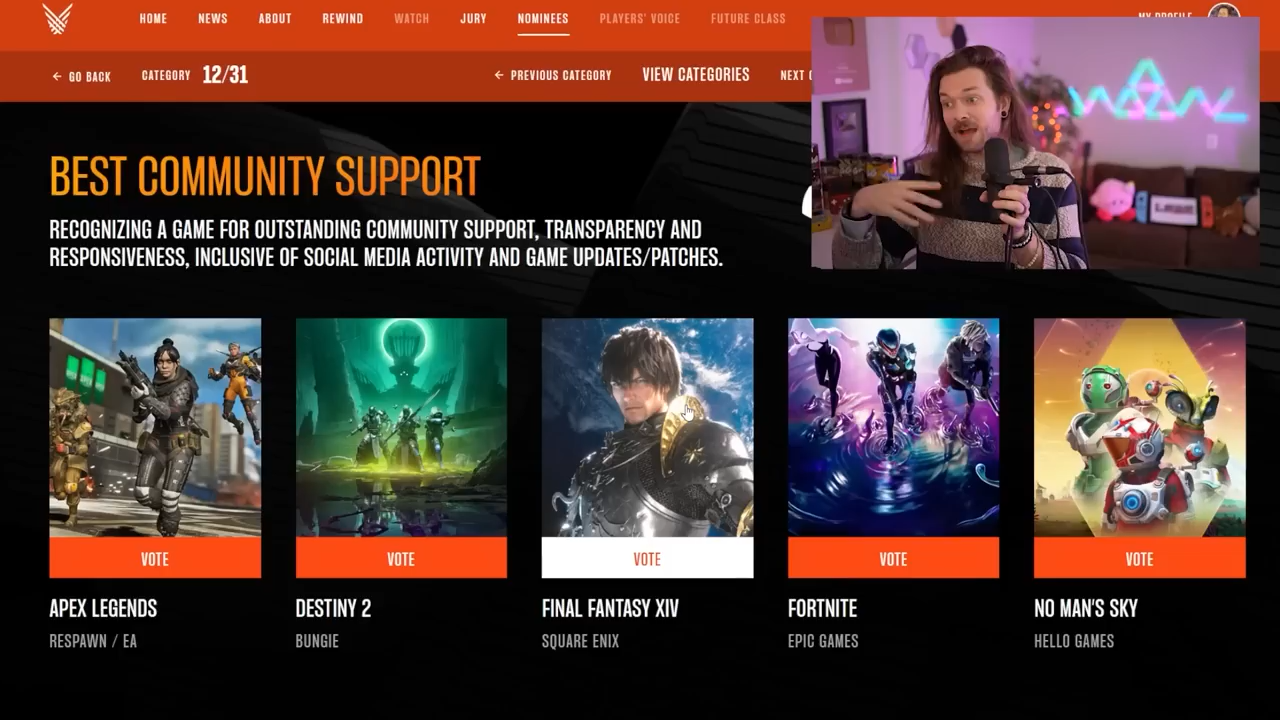 HOME NEWS ABOUT REWIND WATCH JURY NOMINEES PLAYERS' VOICE FUTURE CLASS MY PROFILE
← GO BACK CATEGORY 12/31 ← PREVIOUS CATEGORY VIEW CATEGORIES
BEST COMMUNITY SUPPORT
RECOGNIZING A GAME FOR OUTSTANDING COMMUNITY SUPPORT, TRANSPARENCY AND
RESPONSIVENESS, INCLUSIVE OF SOCIAL MEDIA ACTIVITY AND GAME UPDATES/PATCHES.
VOTE VOTE VOTE VOTE VOTE
APEX LEGENDS DESTINY 2 FINAL FANTASY XIV FORTNITE NO MAN'S SKY
RESPAWN / EA BUNGIE SQUARE ENIX EPIC GAMES HELLO GAMES